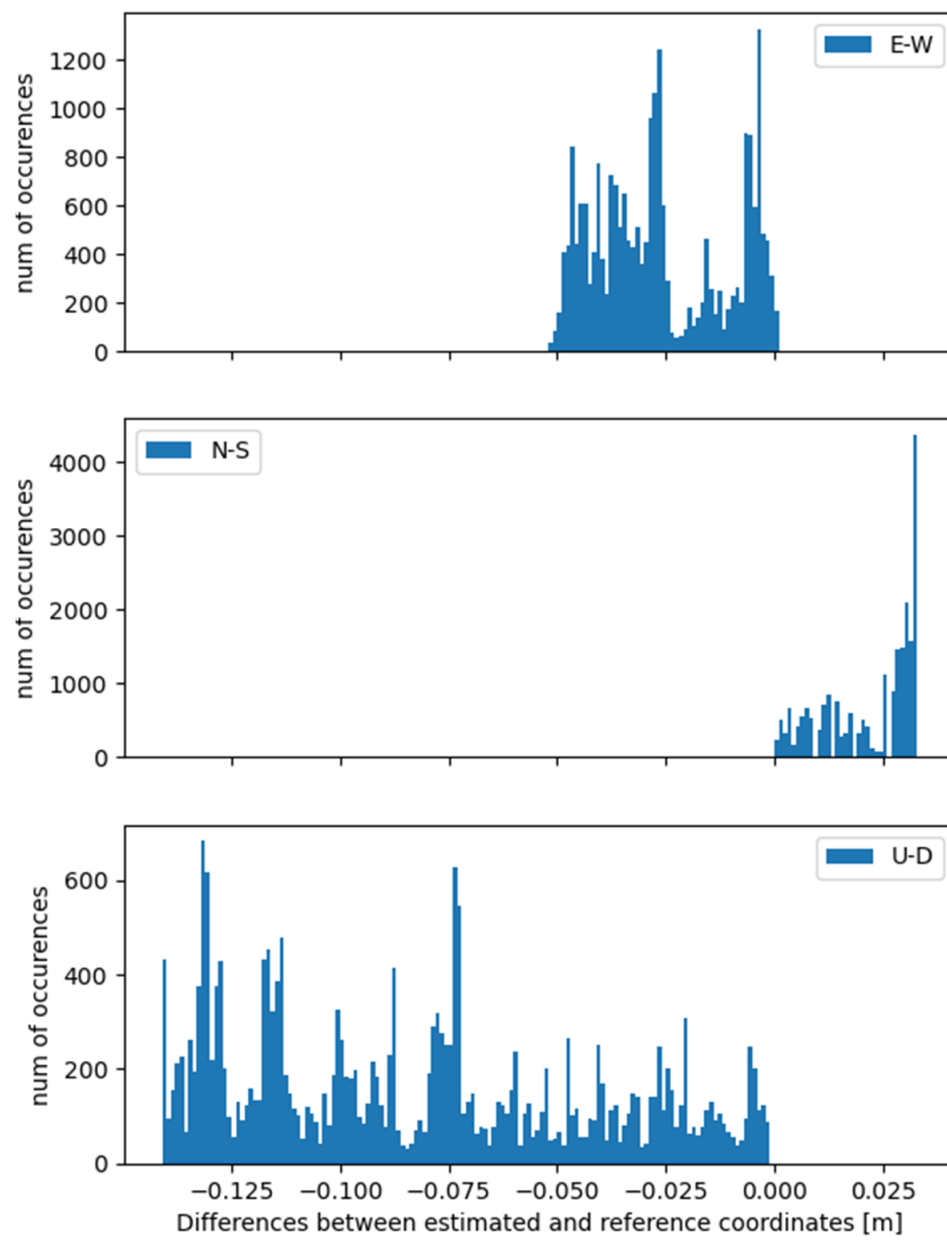 E-W
num of occurences
1200
1000
800
600
400
200
0
N-S
num of occurences
4000
3000
2000
1000
0
U-D
num of occurences
600
400
200
0
−0.125 −0.100 −0.075 −0.050 −0.025 0.000 0.025
Differences between estimated and reference coordinates [m]